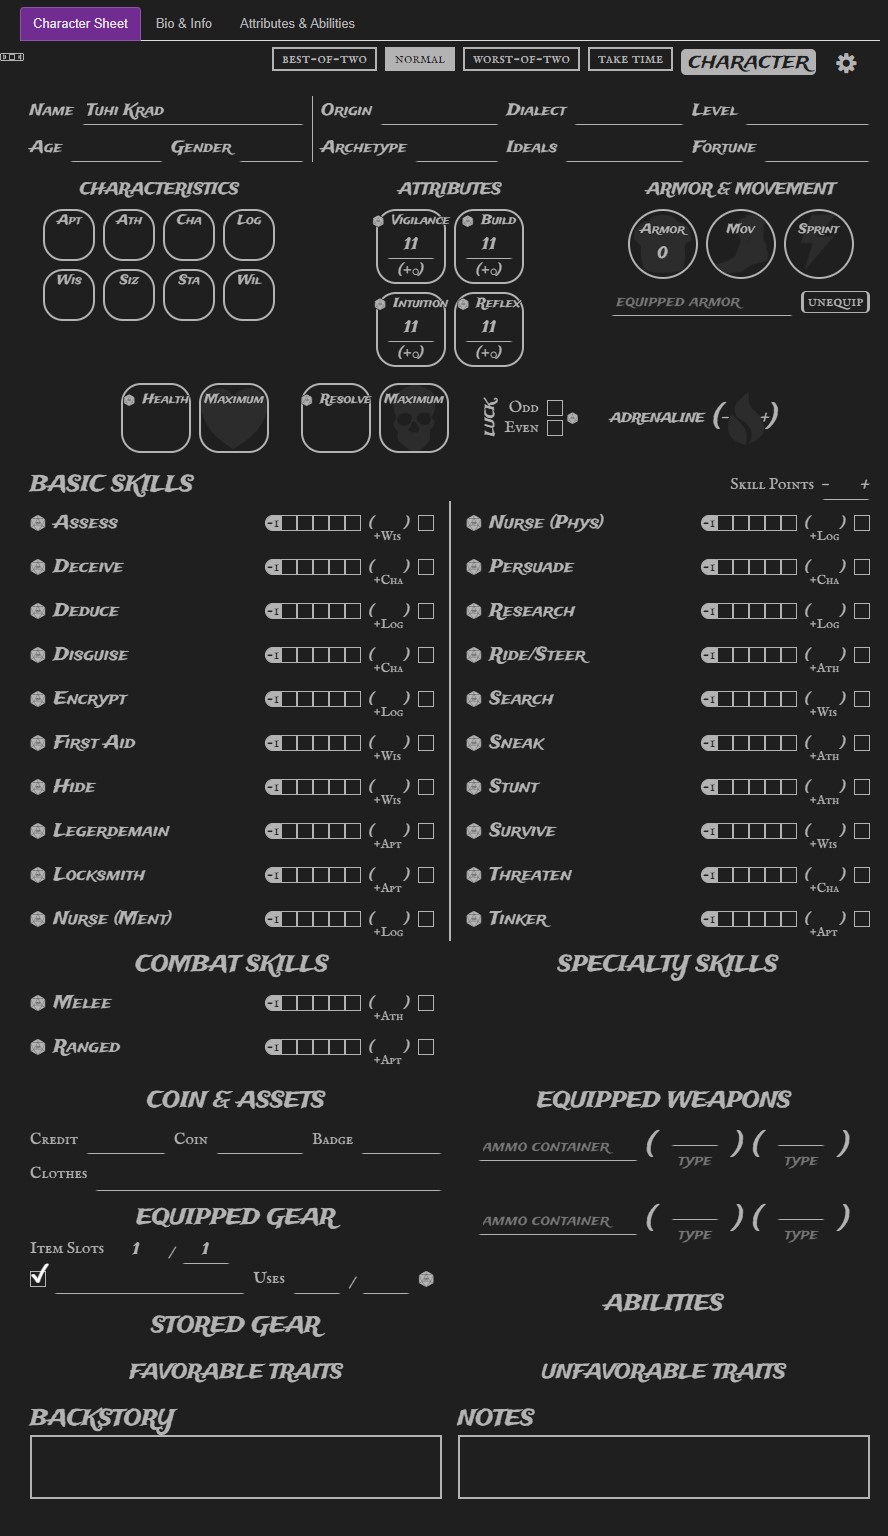 Character Sheet Bio & Info Attributes & Abilities
BEST-OF-TWO NORMAL WORST-OF-TWO TAKE TIME CHARACTER
NAME TUHI KRAD ORIGIN DIALECT LEVEL
AGE GENDER ARCHETYPE IDEALS FORTUNE
CHARACTERISTICS ATTRIBUTES ARMOR & MOVEMENT
APT ATH CHA LOG VIGILANCE BUILD ARMOR MOV SPRINT
11 11 0
(+0) (+0)
WIS SIZ STA WIL INTUITION REFLEX EQUIPPED ARMOR UNEQUIP
11 11
(+0) (+0)
HEALTH MAXIMUM RESOLVE MAXIMUM LUCK ODD ADRENALINE (- +)
EVEN
BASIC SKILLS SKILL POINTS - +
ASSESS -1 ( ) +WIS NURSE (PHYS) -1 ( ) +LOG
DECEIVE -1 ( ) +CHA PERSUADE -1 ( ) +CHA
DEDUCE -1 ( ) +LOG RESEARCH -1 ( ) +LOG
DISGUISE -1 ( ) +CHA RIDE/STEER -1 ( ) +ATH
ENCRYPT -1 ( ) +LOG SEARCH -1 ( ) +WIS
FIRST AID -1 ( ) +WIS SNEAK -1 ( ) +ATH
HIDE -1 ( ) +WIS STUNT -1 ( ) +ATH
LEGERDEMAIN -1 ( ) +APT SURVIVE -1 ( ) +WIS
LOCKSMITH -1 ( ) +APT THREATEN -1 ( ) +CHA
NURSE (MENT) -1 ( ) +LOG TINKER -1 ( ) +APT
COMBAT SKILLS SPECIALTY SKILLS
MELEE -1 ( ) +ATH
RANGED -1 ( ) +APT
COIN & ASSETS EQUIPPED WEAPONS
CREDIT COIN BADGE AMMO CONTAINER ( ) ( )
TYPE TYPE
CLOTHES
EQUIPPED GEAR AMMO CONTAINER ( ) ( )
TYPE TYPE
ITEM SLOTS 1 / 1
USES /
ABILITIES
STORED GEAR
FAVORABLE TRAITS UNFAVORABLE TRAITS
BACKSTORY NOTES